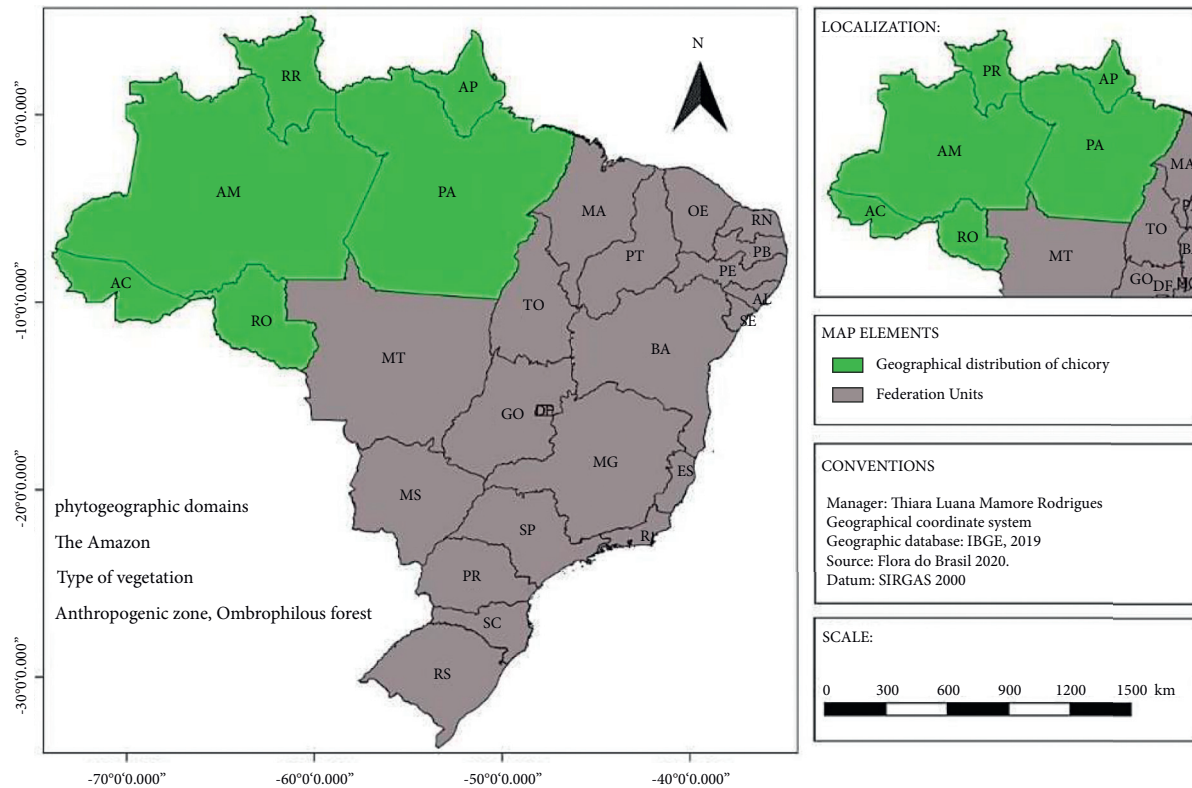 N
RR
AP
AM
PA
AC
RO
MA
OE
RN
PB
PT
PE
AL
SE
TO
BA
MT
GO
MG
ES
MS
SP
RJ
PR
SC
RS
phytogeographic domains
The Amazon
Type of vegetation
Anthropogenic zone, Ombrophilous forest
0°0'0.000"
-10°0'0.000"
-20°0'0.000"
-30°0'0.000"
-70°0'0.000"
-60°0'0.000"
-50°0'0.000"
-40°0'0.000"
LOCALIZATION:
PR
AP
AM
PA
MA
AC
RO
TO
MT
GO
DF
MAP ELEMENTS
Geographical distribution of chicory
Federation Units
CONVENTIONS
Manager: Thiara Luana Mamore Rodrigues
Geographical coordinate system
Geographic database: IBGE, 2019
Source: Flora do Brasil 2020.
Datum: SIRGAS 2000
SCALE:
0 300 600 900 1200 1500 km